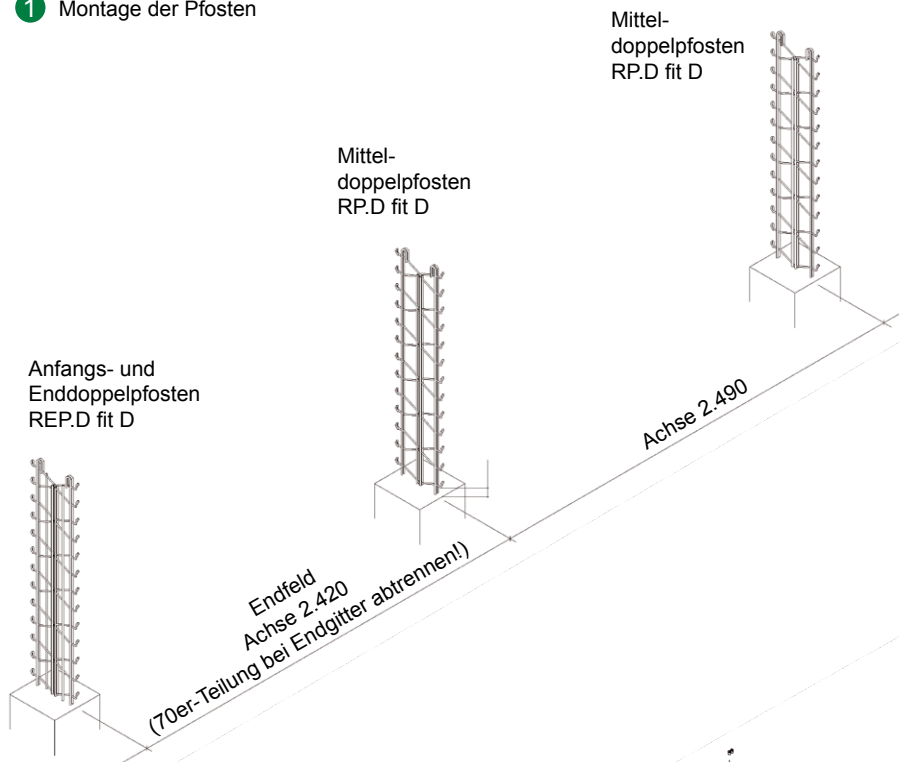 1 Montage der Pfosten
Mittel-
doppelpfosten
RP.D fit D
Mittel-
doppelpfosten
RP.D fit D
Anfangs- und
Enddoppelpfosten
REP.D fit D
Achse 2.490
Endfeld
Achse 2.420
(70er-Teilung bei Endgitter abtrennen!)